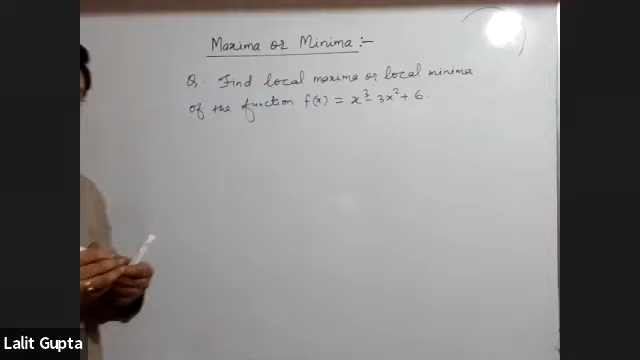 Maxima or Minima :-
Q. Find local maxima or local minima
of the function f(x) = x³ - 3x² + 6.
Lalit Gupta